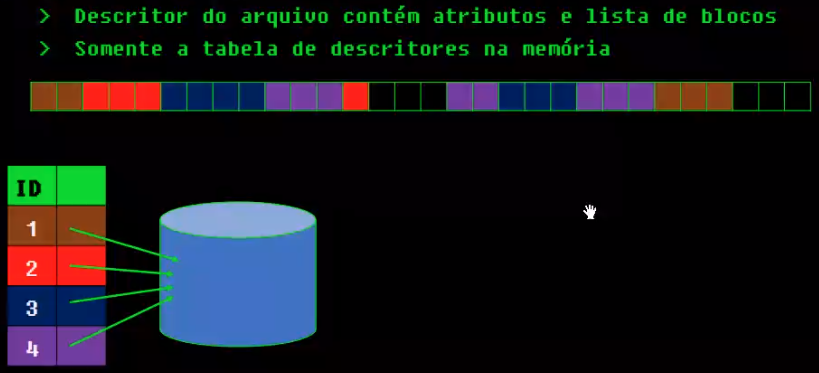 > Descritor do arquivo contém atributos e lista de blocos
> Somente a tabela de descritores na memória
ID
1
2
3
4